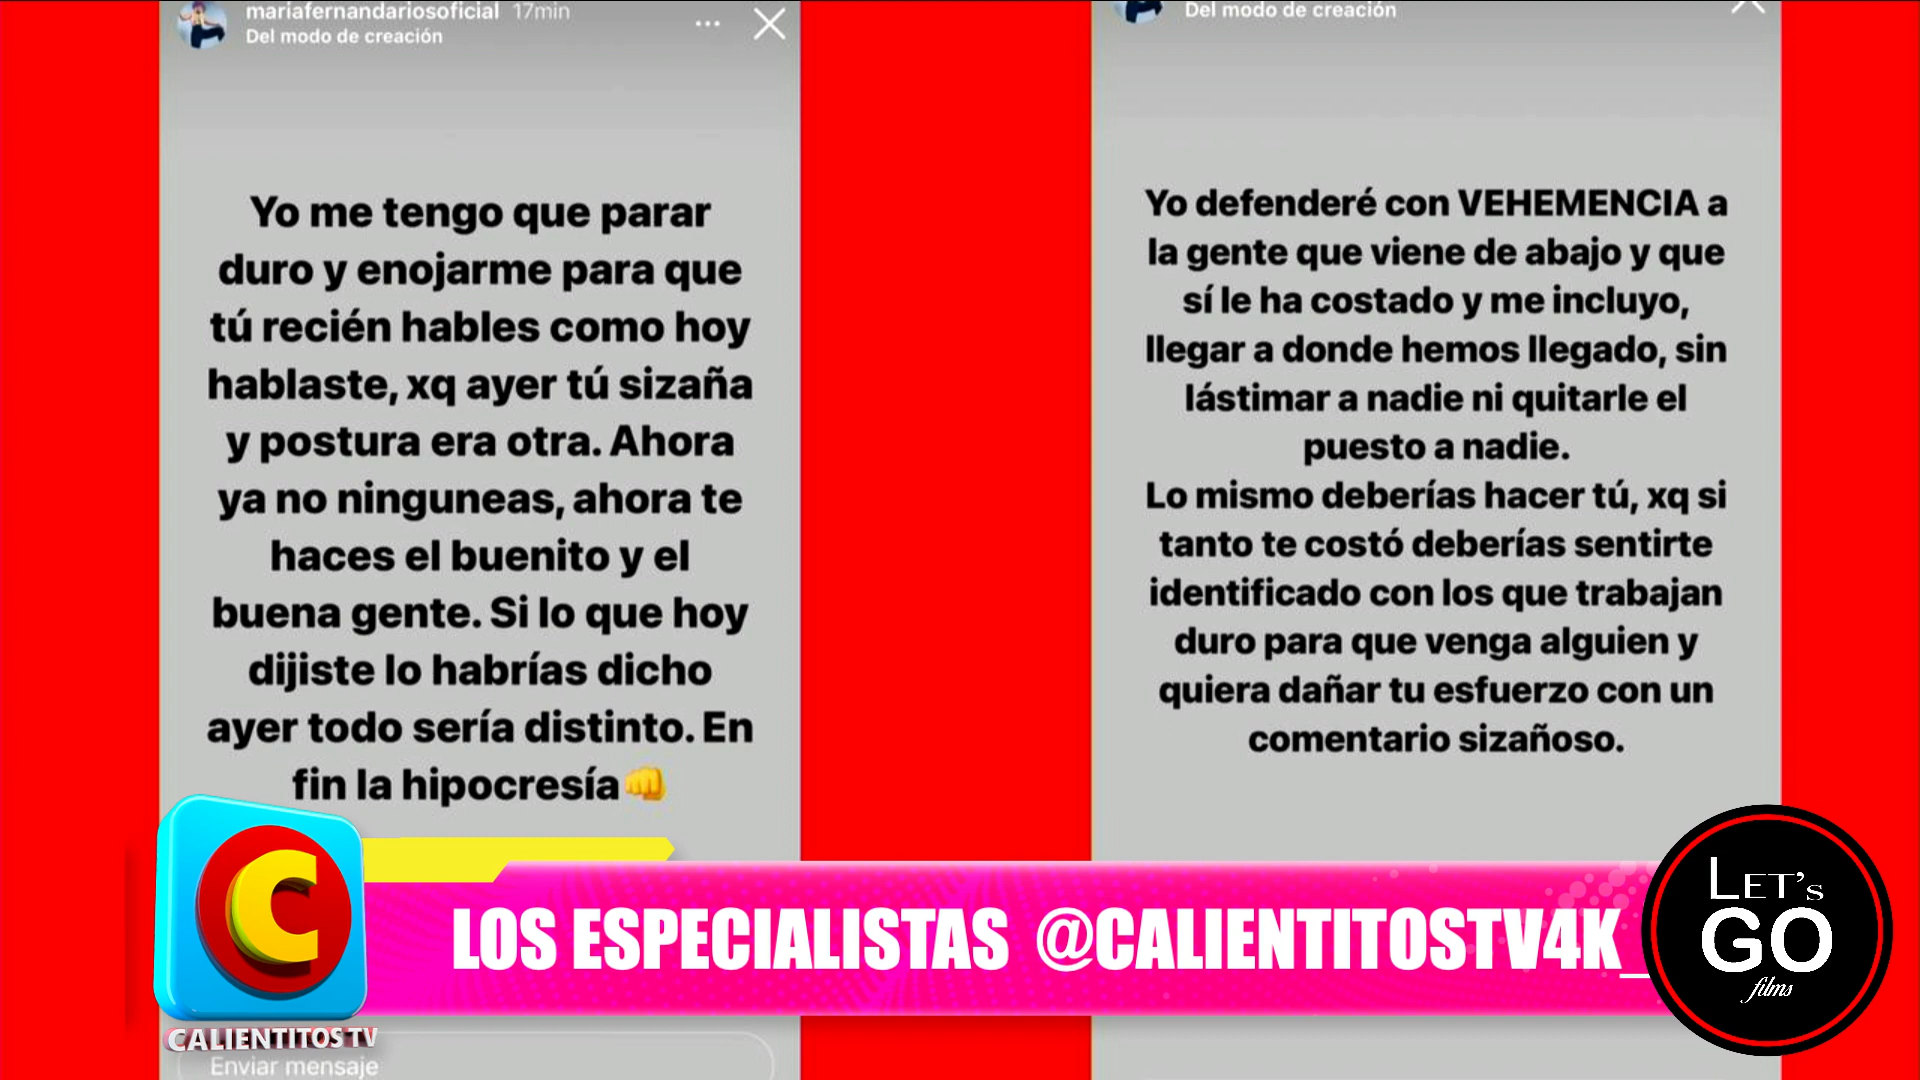 mariafernandariosoficial 17min
Del modo de creación
Yo me tengo que parar
duro y enojarme para que
tú recién hables como hoy
hablaste, xq ayer tú sizaña
y postura era otra. Ahora
ya no ninguneas, ahora te
haces el buenito y el
buena gente. Si lo que hoy
dijiste lo habrías dicho
ayer todo sería distinto. En
fin la hipocresía👊
Enviar mensaje
Del modo de creación
Yo defenderé con VEHEMENCIA a
la gente que viene de abajo y que
sí le ha costado y me incluyo,
llegar a donde hemos llegado, sin
lástimar a nadie ni quitarle el
puesto a nadie.
Lo mismo deberías hacer tú, xq si
tanto te costó deberías sentirte
identificado con los que trabajan
duro para que venga alguien y
quiera dañar tu esfuerzo con un
comentario sizañoso.
C
CALIENTITOS TV
LOS ESPECIALISTAS @CALIENTITOSTV4K_
LET'S
GO
films